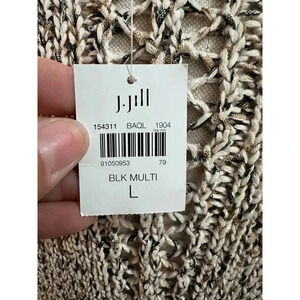 J.Jill
154311 BAQL 1904
91050953 79
BLK MULTI
L